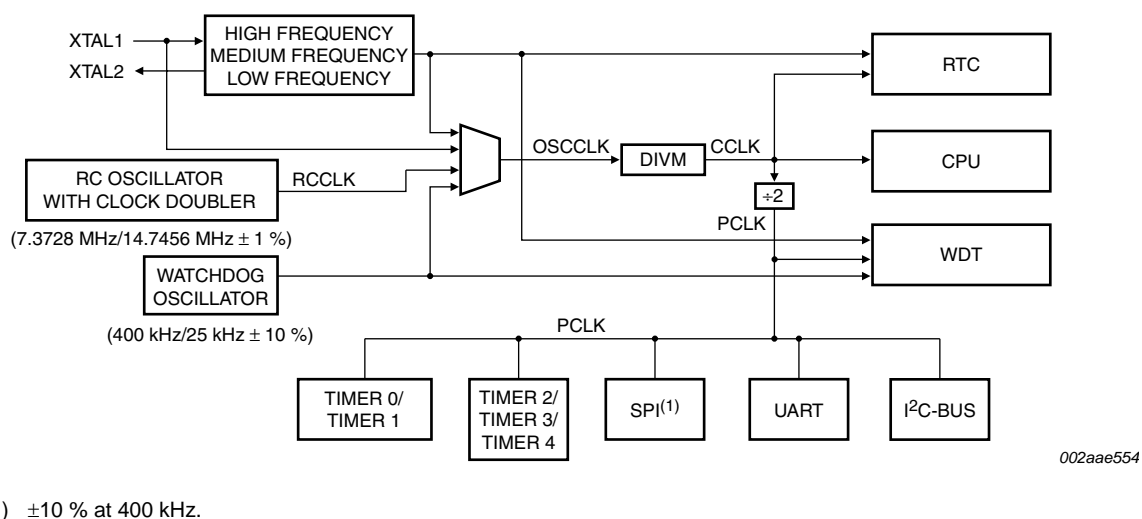 XTAL1
XTAL2
HIGH FREQUENCY
MEDIUM FREQUENCY
LOW FREQUENCY
RTC
OSCCLK
DIVM
CCLK
CPU
RC OSCILLATOR
WITH CLOCK DOUBLER
RCCLK
÷2
(7.3728 MHz/14.7456 MHz ± 1 %)
PCLK
WDT
WATCHDOG
OSCILLATOR
(400 kHz/25 kHz ± 10 %)
PCLK
TIMER 0/
TIMER 1
TIMER 2/
TIMER 3/
TIMER 4
SPI(1)
UART
I2C-BUS
002aae554
) ±10 % at 400 kHz.